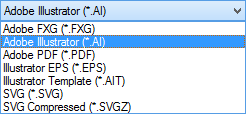 Adobe Illustrator (*.AI)
Adobe FXG (*.FXG)
Adobe Illustrator (*.AI)
Adobe PDF (*.PDF)
Illustrator EPS (*.EPS)
Illustrator Template (*.AIT)
SVG (*.SVG)
SVG Compressed (*.SVGZ)